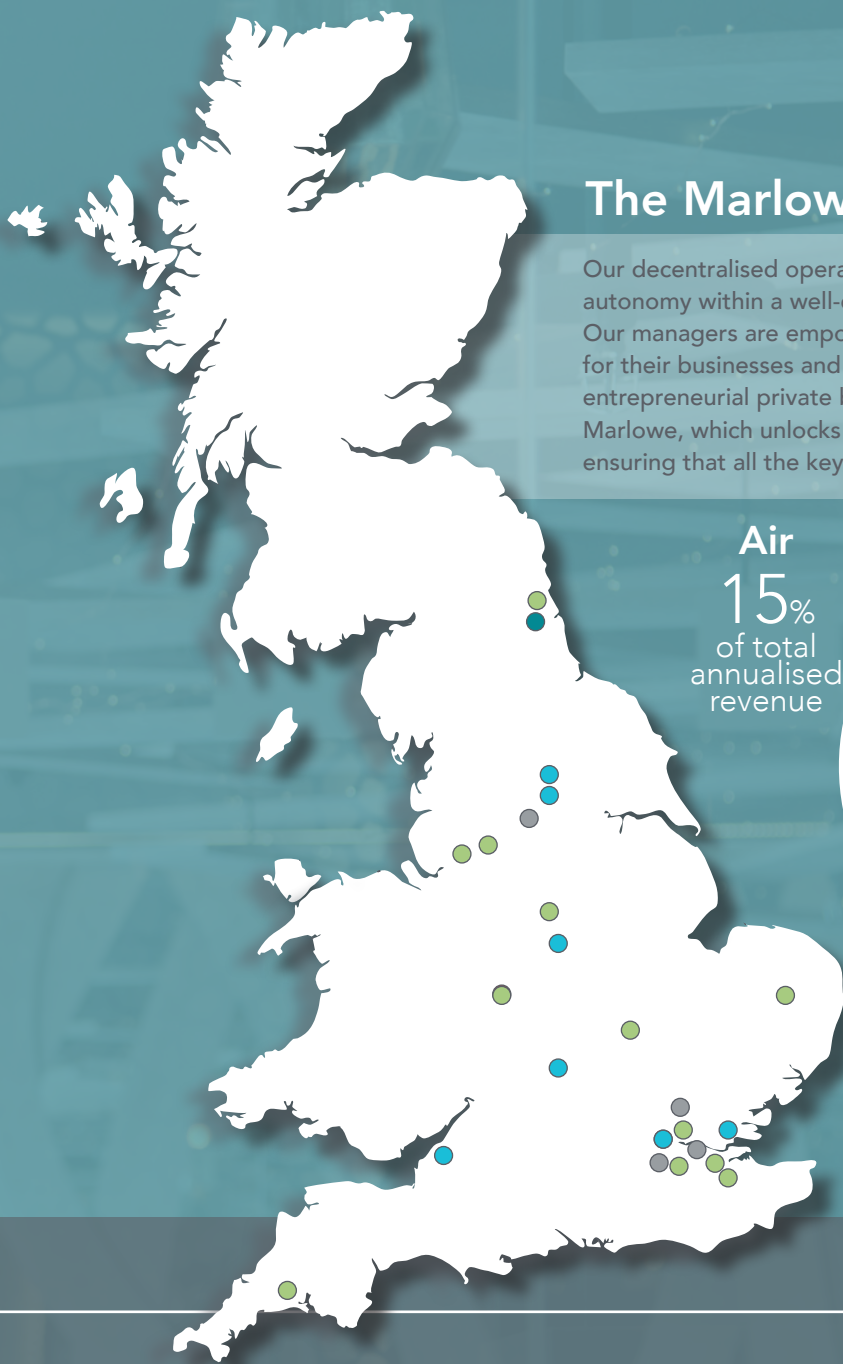 The Marlow
Our decentralised opera
autonomy within a well-
Our managers are empo
for their businesses and
entrepreneurial private b
Marlowe, which unlocks
ensuring that all the key
Air
15%
of total
annualised
revenue